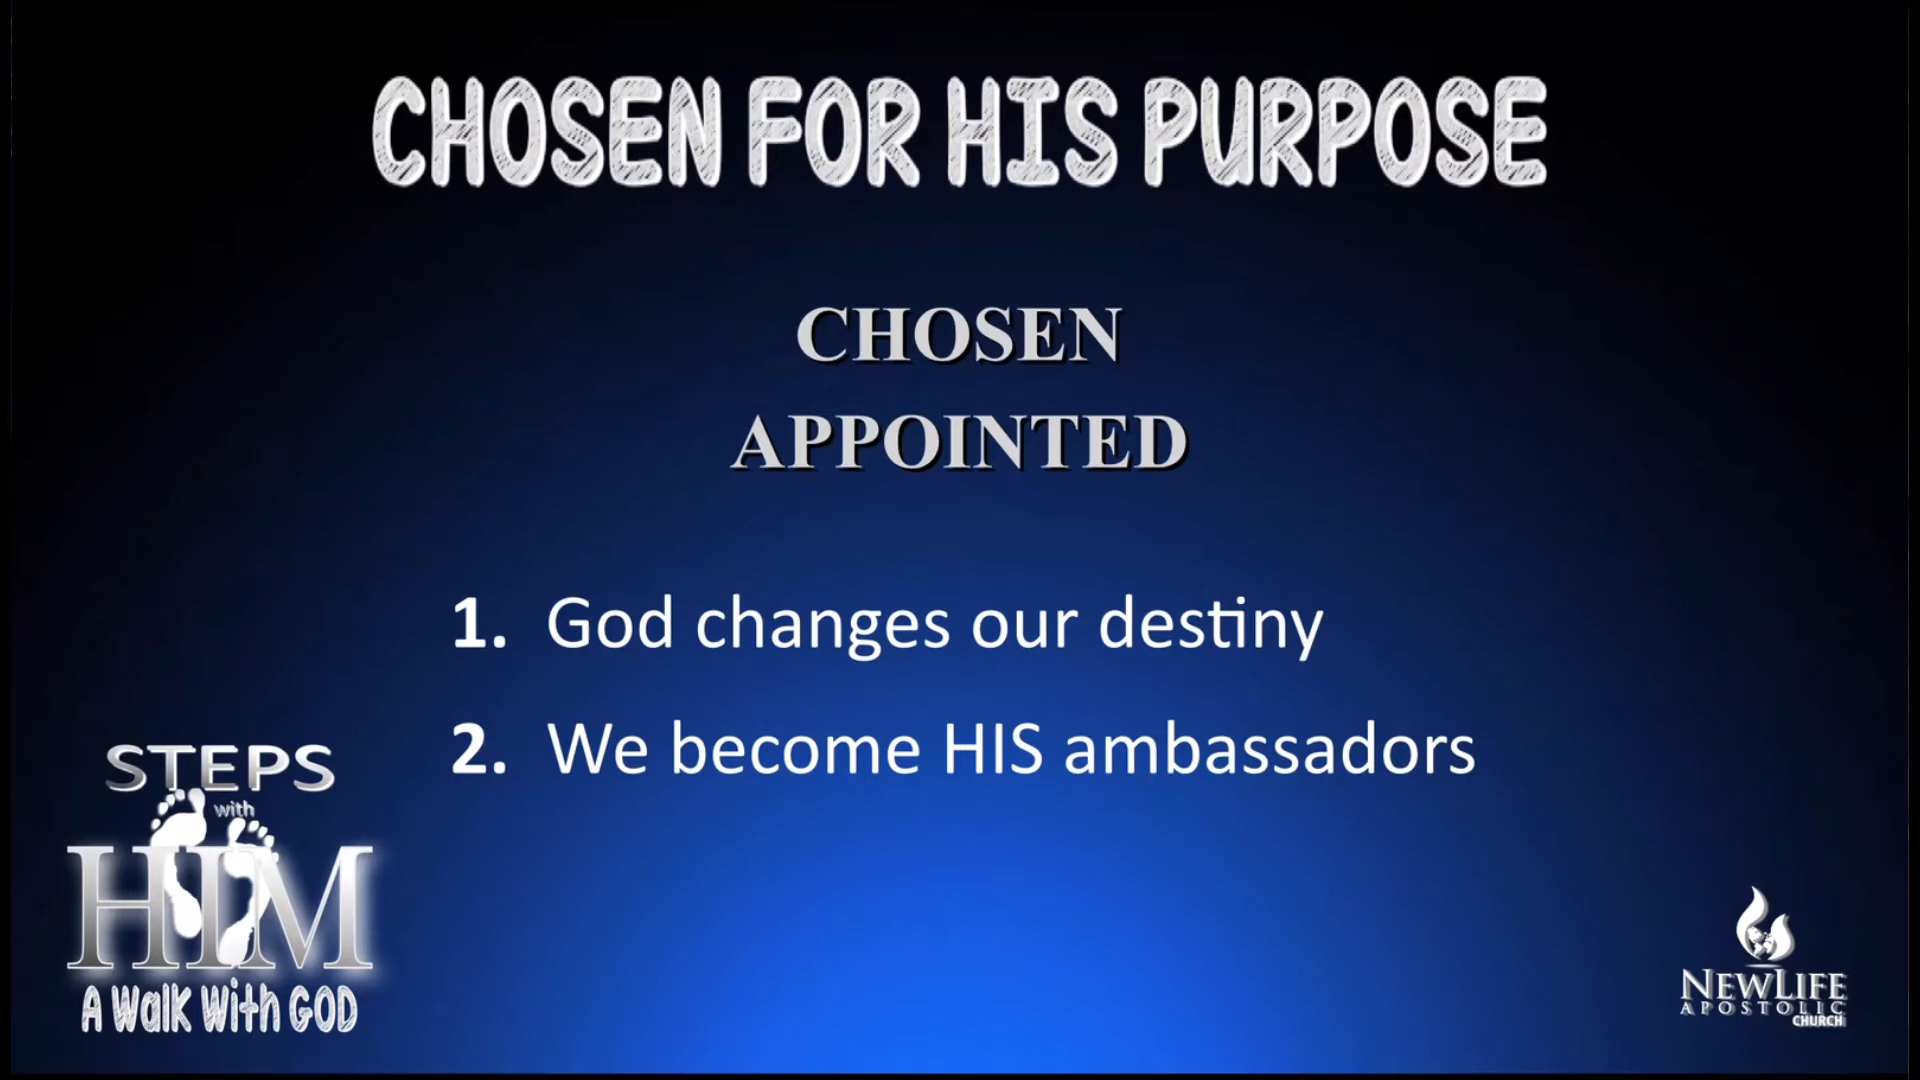 CHOSEN FOR HIS PURPOSE
CHOSEN
APPOINTED
1. God changes our destiny
2. We become HIS ambassadors
STEPS
with
HIM
A Walk With GOD
NEWLIFE
APOSTOLIC
CHURCH